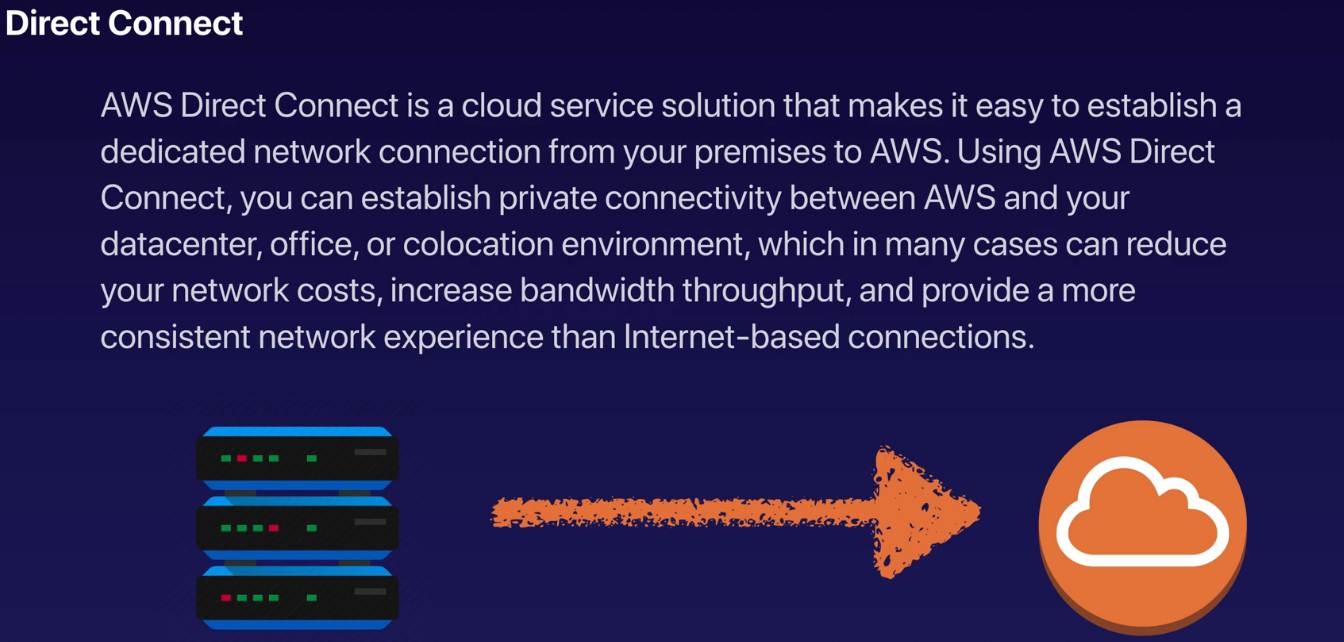 Direct Connect
AWS Direct Connect is a cloud service solution that makes it easy to establish a
dedicated network connection from your premises to AWS. Using AWS Direct
Connect, you can establish private connectivity between AWS and your
datacenter, office, or colocation environment, which in many cases can reduce
your network costs, increase bandwidth throughput, and provide a more
consistent network experience than Internet-based connections.